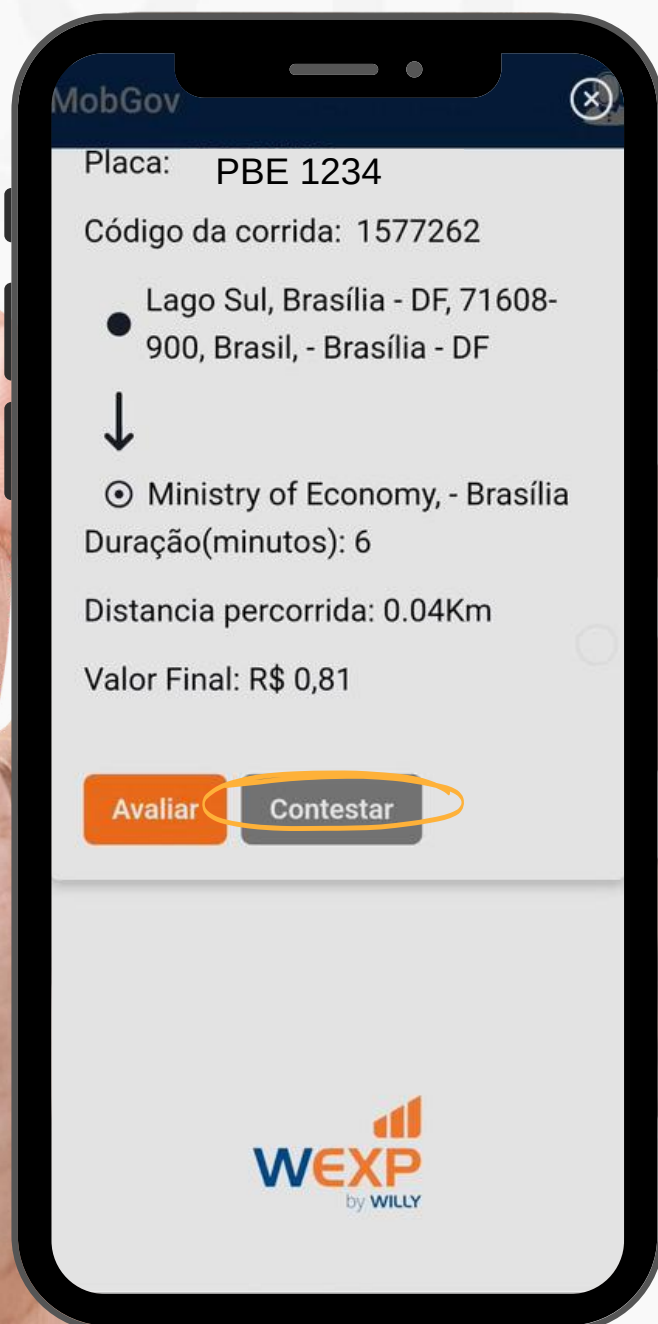 MobGov
Placa: PBE 1234
Código da corrida: 1577262
Lago Sul, Brasília - DF, 71608-
900, Brasil, - Brasília - DF
Ministry of Economy, - Brasília
Duração(minutos): 6
Distancia percorrida: 0.04Km
Valor Final: R$ 0,81
Avaliar Contestar
WEXP
by WILLY